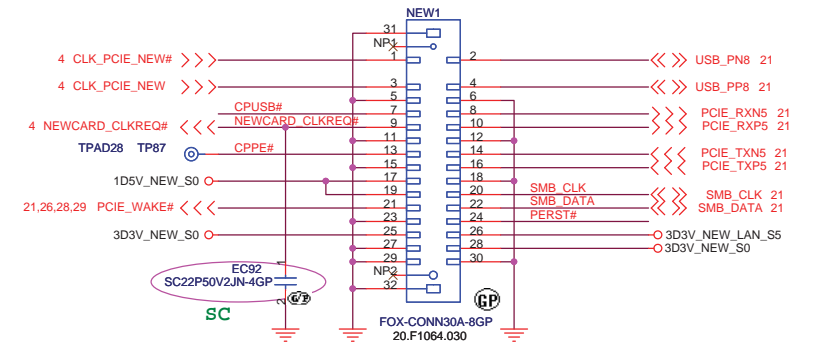 NEW1
31
NP1
4 CLK_PCIE_NEW# 1 2 USB_PN8 21
4 CLK_PCIE_NEW 3 4 USB_PP8 21
5 6
CPUSB# 7 8 PCIE_RXN5 21
4 NEWCARD_CLKREQ# NEWCARD_CLKREQ# 9 10 PCIE_RXP5 21
11 12
TPAD28 TP87 CPPE# 13 14 PCIE_TXN5 21
15 16 PCIE_TXP5 21
1D5V_NEW_S0 17 18
19 20 SMB_CLK SMB_CLK 21
21,26,28,29 PCIE_WAKE# 21 22 SMB_DATA SMB_DATA 21
23 24 PERST#
3D3V_NEW_S0 25 26 3D3V_NEW_LAN_S5
27 28 3D3V_NEW_S0
29 30
NP2
32
1
EC92
SC22P50V2JN-4GP
2
G/P
SC
GP
FOX-CONN30A-8GP
20.F1064.030